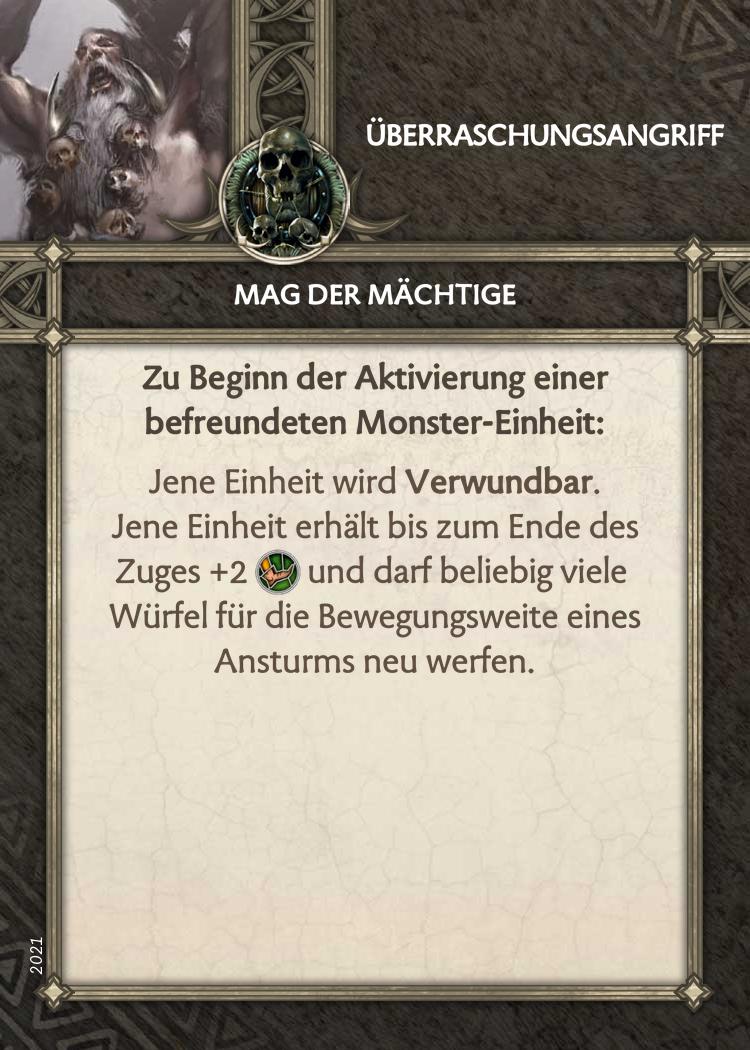 ÜBERRASCHUNGSANGRIFF
MAG DER MÄCHTIGE
Zu Beginn der Aktivierung einer
befreundeten Monster-Einheit:
Jene Einheit wird Verwundbar.
Jene Einheit erhält bis zum Ende des
Zuges +2 und darf beliebig viele
Würfel für die Bewegungsweite eines
Ansturms neu werfen.
2021